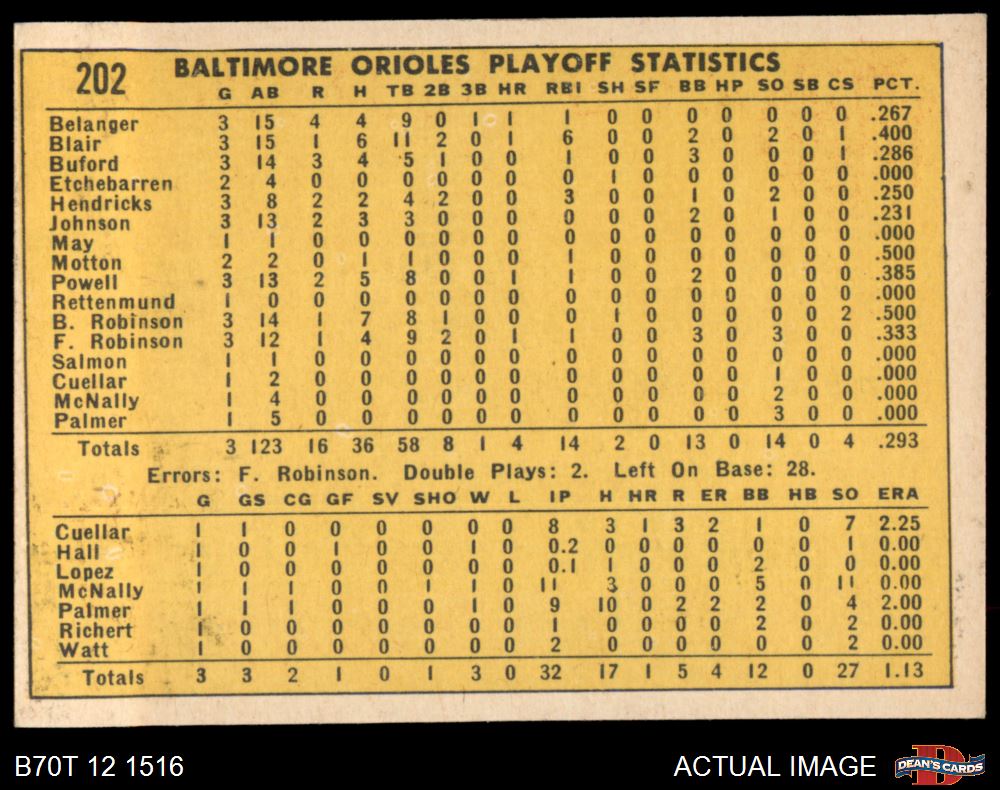 202 BALTIMORE ORIOLES PLAYOFF STATISTICS
G AB R H TB 2B 3B HR RBI SH SF BB HP SO SB CS PCT.
Belanger 3 15 4 4 9 0 1 1 1 0 0 0 0 0 0 0 .267
Blair 3 15 1 6 11 2 0 1 6 0 0 2 0 2 0 1 .400
Buford 3 14 3 4 5 1 0 0 1 0 0 3 0 0 0 1 .286
Etchebarren 2 4 0 0 0 0 0 0 0 1 0 0 0 0 0 0 .000
Hendricks 3 8 2 2 4 2 0 0 3 0 0 1 0 2 0 0 .250
Johnson 3 13 2 3 3 0 0 0 0 0 0 2 0 1 0 0 .231
May 1 1 0 0 0 0 0 0 0 0 0 0 0 0 0 0 .000
Motton 2 2 0 1 1 0 0 0 1 0 0 0 0 0 0 0 .500
Powell 3 13 2 5 8 0 0 1 1 0 0 2 0 0 0 0 .385
Rettenmund 1 0 0 0 0 0 0 0 0 0 0 0 0 0 0 0 .000
B. Robinson 3 14 1 7 8 1 0 0 0 1 0 0 0 0 0 2 .500
F. Robinson 3 12 1 4 9 2 0 1 1 0 0 3 0 3 0 0 .333
Salmon 1 1 0 0 0 0 0 0 0 0 0 0 0 0 0 0 .000
Cuellar 1 2 0 0 0 0 0 0 0 0 0 0 0 1 0 0 .000
McNally 1 4 0 0 0 0 0 0 0 0 0 0 0 2 0 0 .000
Palmer 1 5 0 0 0 0 0 0 0 0 0 0 0 3 0 0 .000
Totals 3 123 16 36 58 8 1 4 14 2 0 13 0 14 0 4 .293
Errors: F. Robinson. Double Plays: 2. Left On Base: 28.
G GS CG GF SV SHO W L IP H HR R ER BB HB SO ERA
Cuellar 1 1 0 0 0 0 0 0 8 3 1 3 2 1 0 7 2.25
Hall 1 0 0 1 0 0 1 0 0.2 0 0 0 0 0 0 1 0.00
Lopez 1 0 0 0 0 0 0 0 0.1 1 0 0 0 2 0 0 0.00
McNally 1 1 1 0 0 1 1 0 11 3 0 0 0 5 0 11 0.00
Palmer 1 1 1 0 0 0 1 0 9 10 0 2 2 2 0 4 2.00
Richert 1 0 0 0 0 0 0 0 1 0 0 0 0 2 0 2 0.00
Watt 1 0 0 0 0 0 0 0 2 0 0 0 0 0 0 2 0.00
Totals 3 3 2 1 0 1 3 0 32 17 1 5 4 12 0 27 1.13
B70T 12 1516 ACTUAL IMAGE DEAN'S CARDS